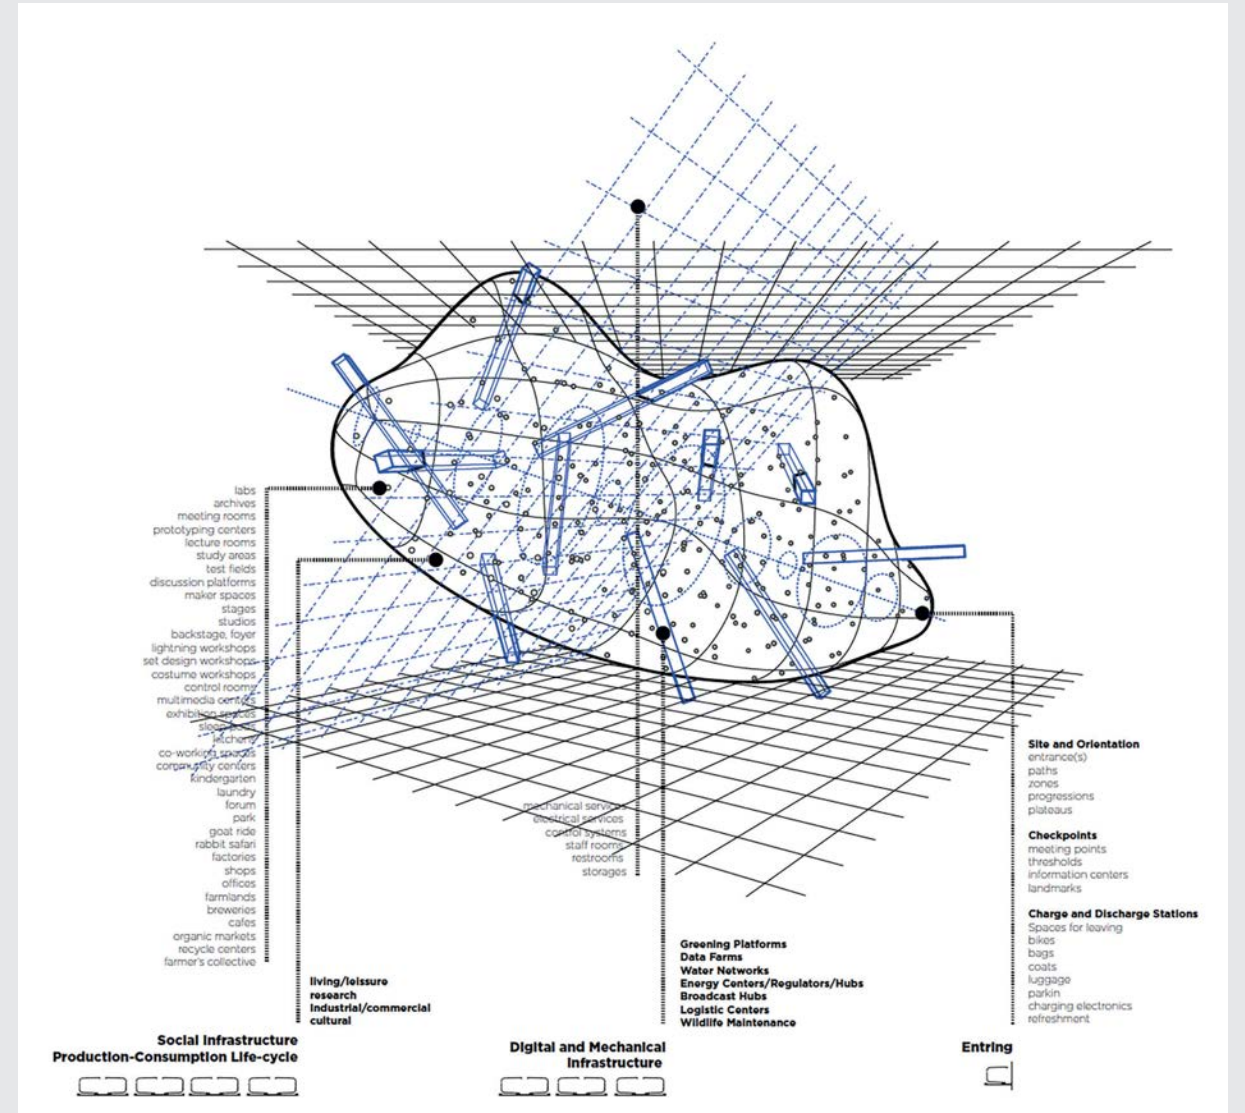 labs
archives
meeting rooms
prototyping centers
lecture rooms
study areas
test fields
discussion platforms
maker spaces
stages
studios
backstage, foyer
lightning workshops
set design workshops
costume workshops
control rooms
multimedia centers
exhibition spaces
sleep pods
kitchens
co-working spaces
community centers
kindergarten
laundry
forum
park
goat ride
rabbit safari
factories
shops
offices
farmlands
breweries
cafes
organic markets
recycle centers
farmer's collective
living/leissure
research
industrial/commercial
cultural
Social Infrastructure
Production-Consumption Life-cycle
mechanical services
electrical services
control systems
staff rooms
restrooms
storages
Greening Platforms
Data Farms
Water Networks
Energy Centers/Regulators/Hubs
Broadcast Hubs
Logistic Centers
Wildlife Maintenance
Digital and Mechanical
Infrastructure
Site and Orientation
entrance(s)
paths
zones
progressions
plateaus
Checkpoints
meeting points
thresholds
information centers
landmarks
Charge and Discharge Stations
Spaces for leaving
bikes
bags
coats
luggage
parkin
charging electronics
refreshment
Entring